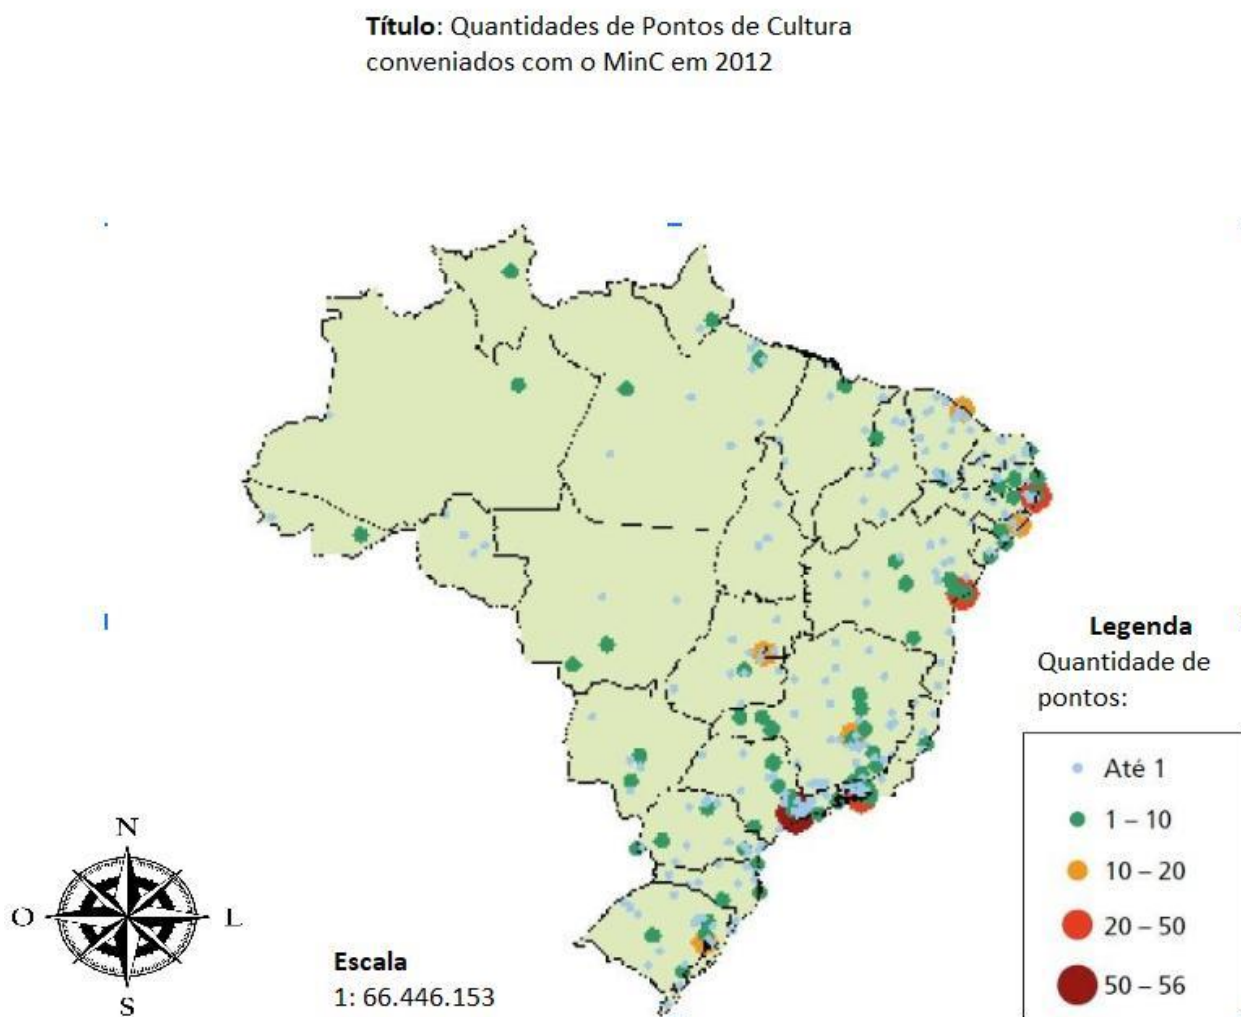 Título: Quantidades de Pontos de Cultura
conveniados com o MinC em 2012
Legenda
Quantidade de
pontos:
Até 1
1 – 10
10 – 20
20 – 50
50 – 56
N
O
L
S
Escala
1: 66.446.153